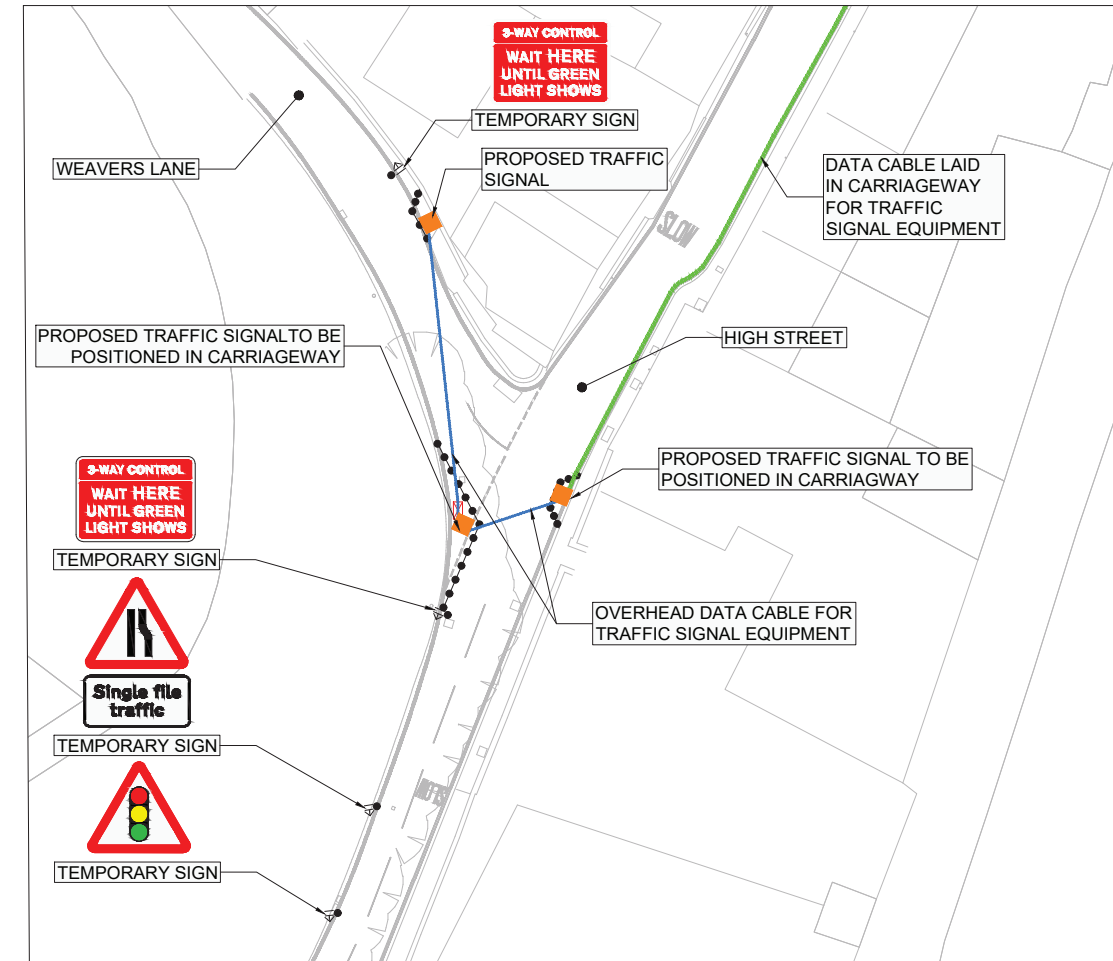 3-WAY CONTROL
WAIT HERE
UNTIL GREEN
LIGHT SHOWS
TEMPORARY SIGN
WEAVERS LANE
PROPOSED TRAFFIC
SIGNAL
DATA CABLE LAID
IN CARRIAGEWAY
FOR TRAFFIC
SIGNAL EQUIPMENT
SLOW
PROPOSED TRAFFIC SIGNAL TO BE
POSITIONED IN CARRIAGEWAY
HIGH STREET
3-WAY CONTROL
WAIT HERE
UNTIL GREEN
LIGHT SHOWS
PROPOSED TRAFFIC SIGNAL TO BE
POSITIONED IN CARRIAGWAY
TEMPORARY SIGN
OVERHEAD DATA CABLE FOR
TRAFFIC SIGNAL EQUIPMENT
Single file
traffic
TEMPORARY SIGN
SLOW
TEMPORARY SIGN